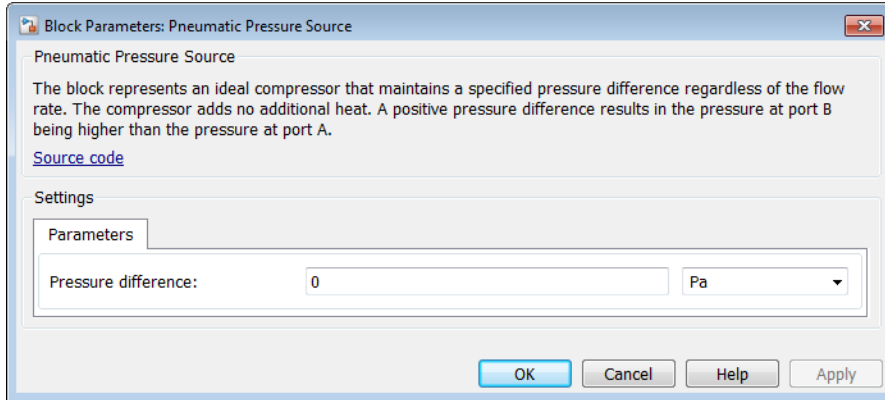 Block Parameters: Pneumatic Pressure Source
Pneumatic Pressure Source
The block represents an ideal compressor that maintains a specified pressure difference regardless of the flow
rate. The compressor adds no additional heat. A positive pressure difference results in the pressure at port B
being higher than the pressure at port A.
Source code
Settings
Parameters
Pressure difference: 0 Pa
OK Cancel Help Apply